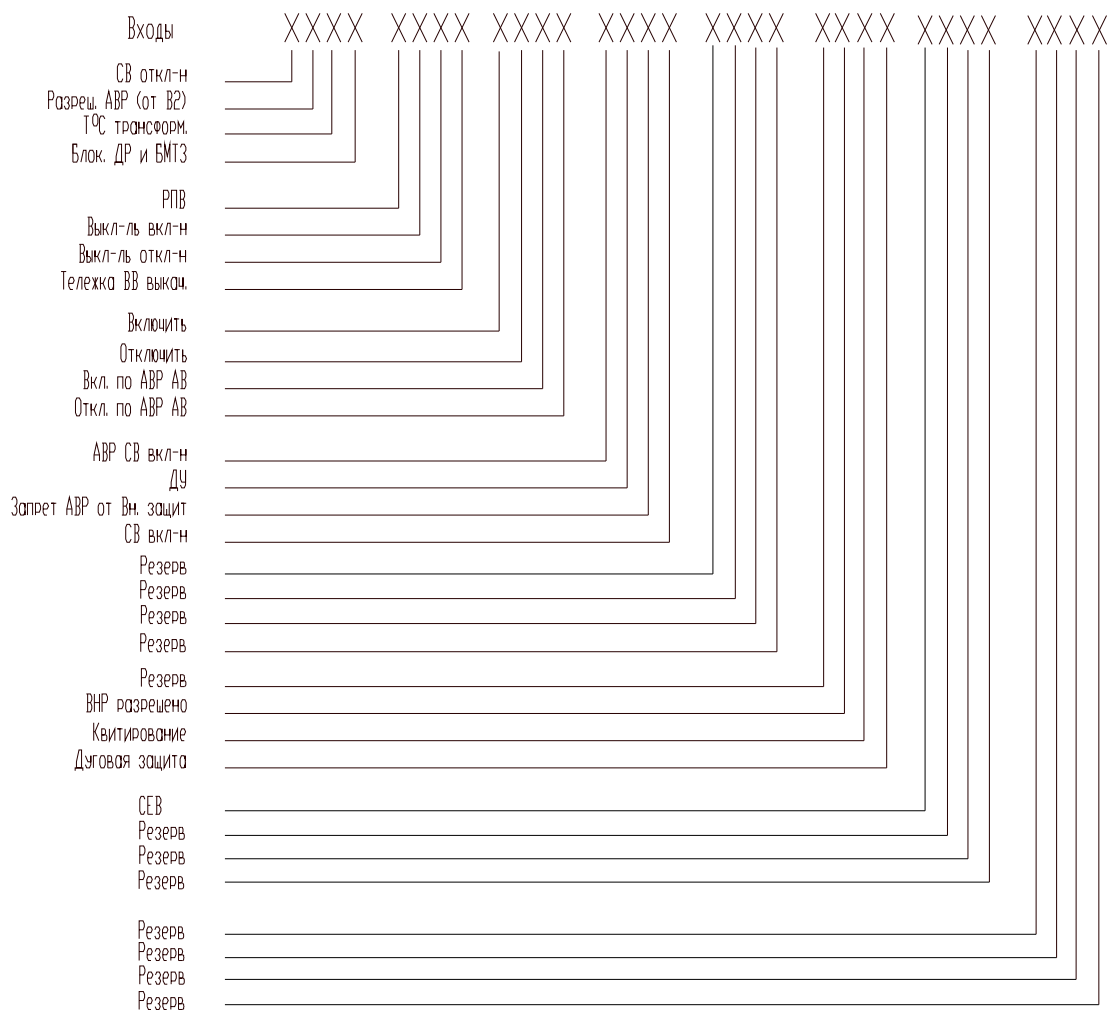 Входы XXXX XXXX XXXX XXXX XXXX XXXX XXXX XXXX
СВ откл-н
Разреш. АВР (от В2)
T⁰C трансформ.
Блок. ДР и БМТЗ
РПВ
Выкл-ль вкл-н
Выкл-ль откл-н
Тележка ВВ выкач.
Включить
Отключить
Вкл. по АВР АВ
Откл. по АВР АВ
АВР СВ вкл-н
ДУ
Запрет АВР от Вн. защит
СВ вкл-н
Резерв
Резерв
Резерв
Резерв
Резерв
ВНР разрешено
Квитирование
Дуговая защита
СЕВ
Резерв
Резерв
Резерв
Резерв
Резерв
Резерв
Резерв